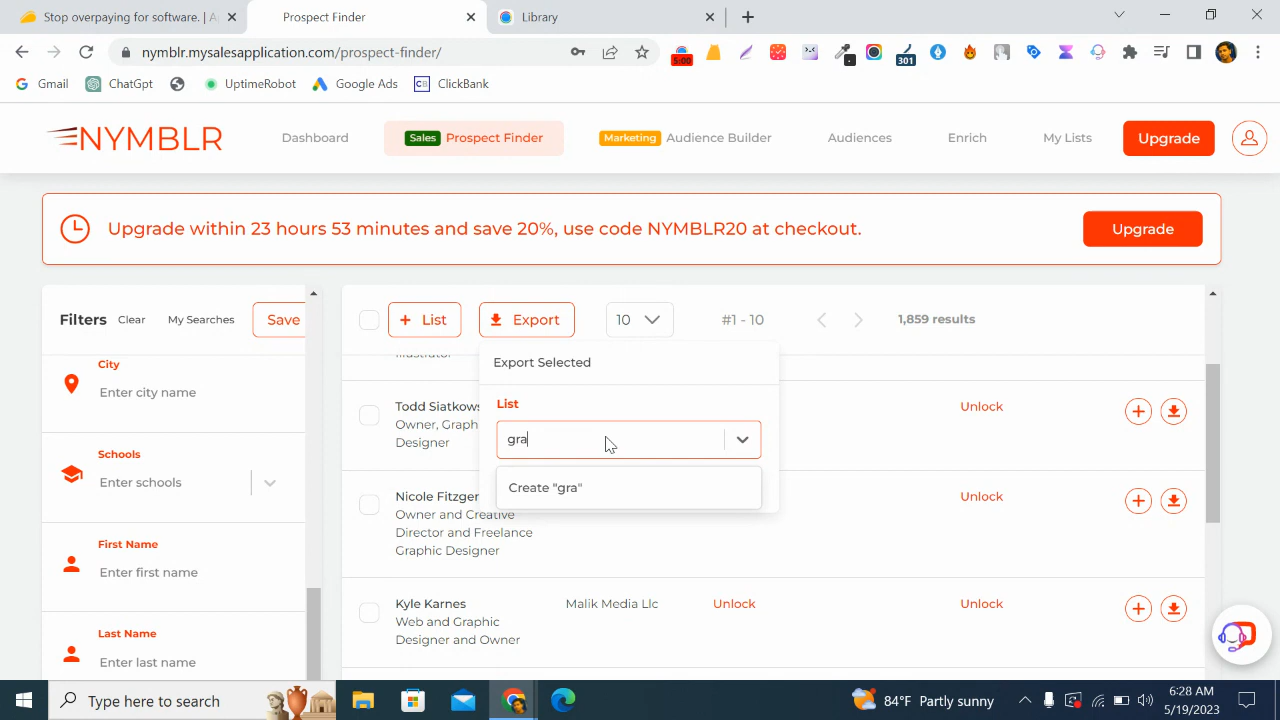 Stop overpaying for software. | A
Prospect Finder
Library
nymblr.mysalesapplication.com/prospect-finder/
5:00
301
Gmail
ChatGpt
UptimeRobot
Google Ads
CB
ClickBank
NYMBLR
Dashboard
Sales Prospect Finder
Marketing Audience Builder
Audiences
Enrich
My Lists
Upgrade
Upgrade within 23 hours 53 minutes and save 20%, use code NYMBLR20 at checkout.
Upgrade
Filters
Clear
My Searches
Save
+ List
Export
10
#1 - 10
1,859 results
City
Enter city name
Schools
Enter schools
First Name
Enter first name
Last Name
Enter last name
Illustrator
Export Selected
List
gra
Create "gra"
Todd Siatkows
Owner, Graph
Designer
Unlock
Nicole Fitzger
Owner and Creative
Director and Freelance
Graphic Designer
Unlock
Kyle Karnes
Web and Graphic
Designer and Owner
Malik Media Llc
Unlock
Unlock
Type here to search
84°F Partly sunny
6:28 AM
5/19/2023